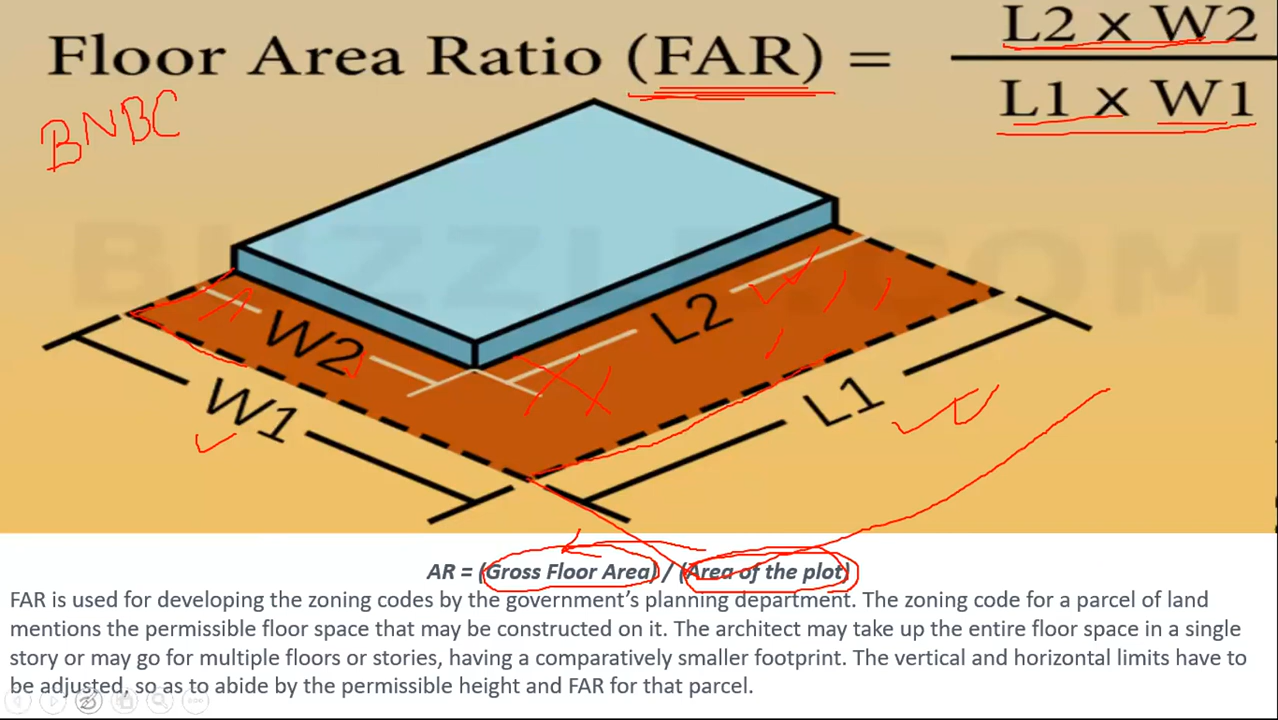 Floor Area Ratio (FAR) = L2 x W2
L1 x W1
BNBC
BUZZLE.COM
W2
L2
W1
L1
AR = (Gross Floor Area) / (Area of the plot)
FAR is used for developing the zoning codes by the government's planning department. The zoning code for a parcel of land
mentions the permissible floor space that may be constructed on it. The architect may take up the entire floor space in a single
story or may go for multiple floors or stories, having a comparatively smaller footprint. The vertical and horizontal limits have to
be adjusted, so as to abide by the permissible height and FAR for that parcel.